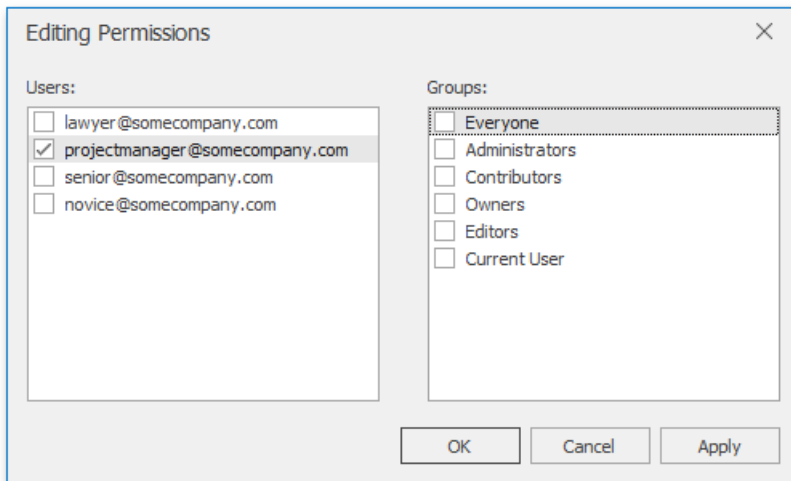 Editing Permissions
Users:
lawyer@somecompany.com
projectmanager@somecompany.com
senior@somecompany.com
novice@somecompany.com
Groups:
Everyone
Administrators
Contributors
Owners
Editors
Current User
OK
Cancel
Apply